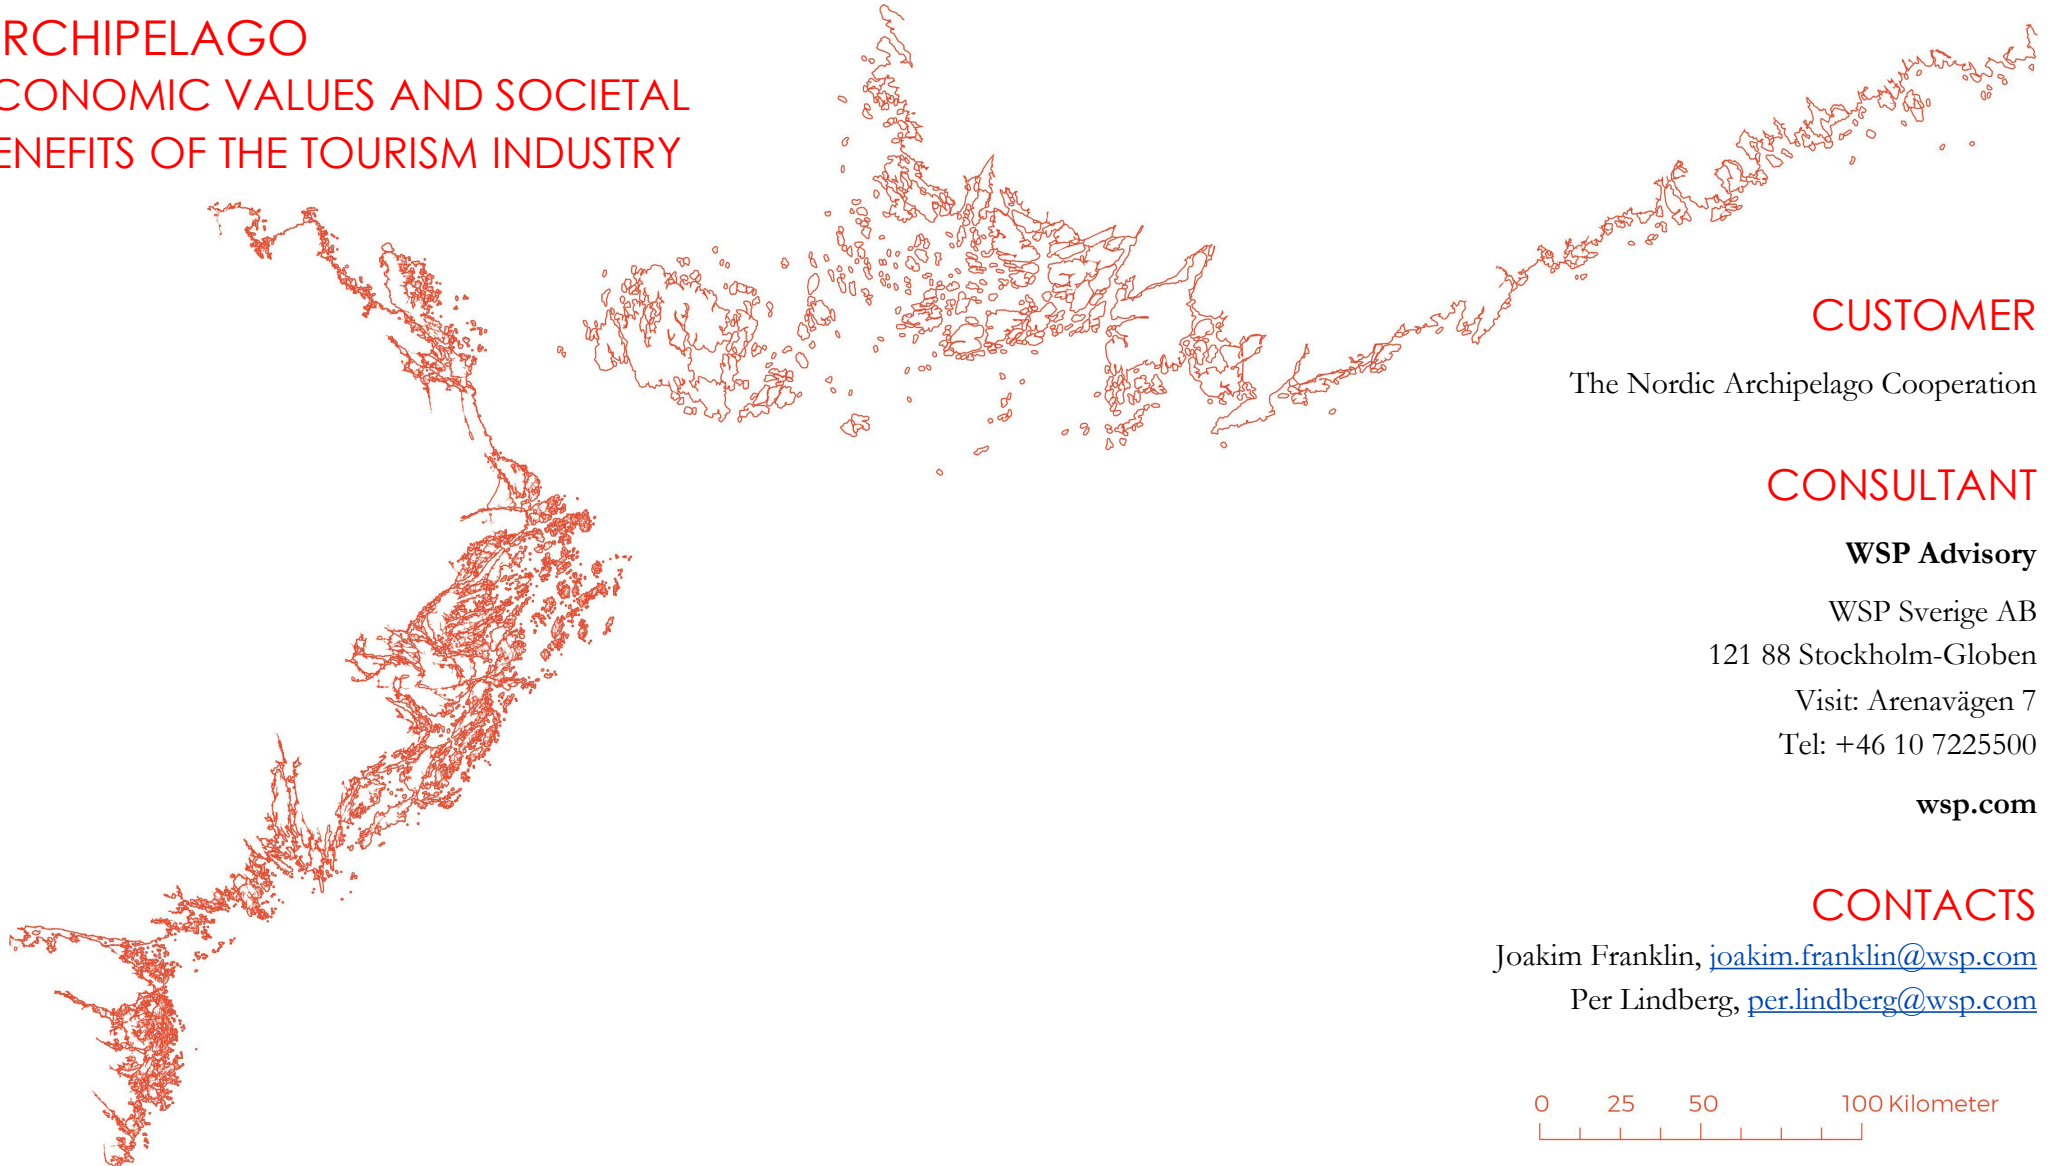 RCHIPELAGO
CONOMIC VALUES AND SOCIETAL
ENEFITS OF THE TOURISM INDUSTRY
CUSTOMER
The Nordic Archipelago Cooperation
CONSULTANT
WSP Advisory
WSP Sverige AB
121 88 Stockholm-Globen
Visit: Arenavägen 7
Tel: +46 10 7225500
wsp.com
CONTACTS
Joakim Franklin, joakim.franklin@wsp.com
Per Lindberg, per.lindberg@wsp.com
0 25 50 100 Kilometer